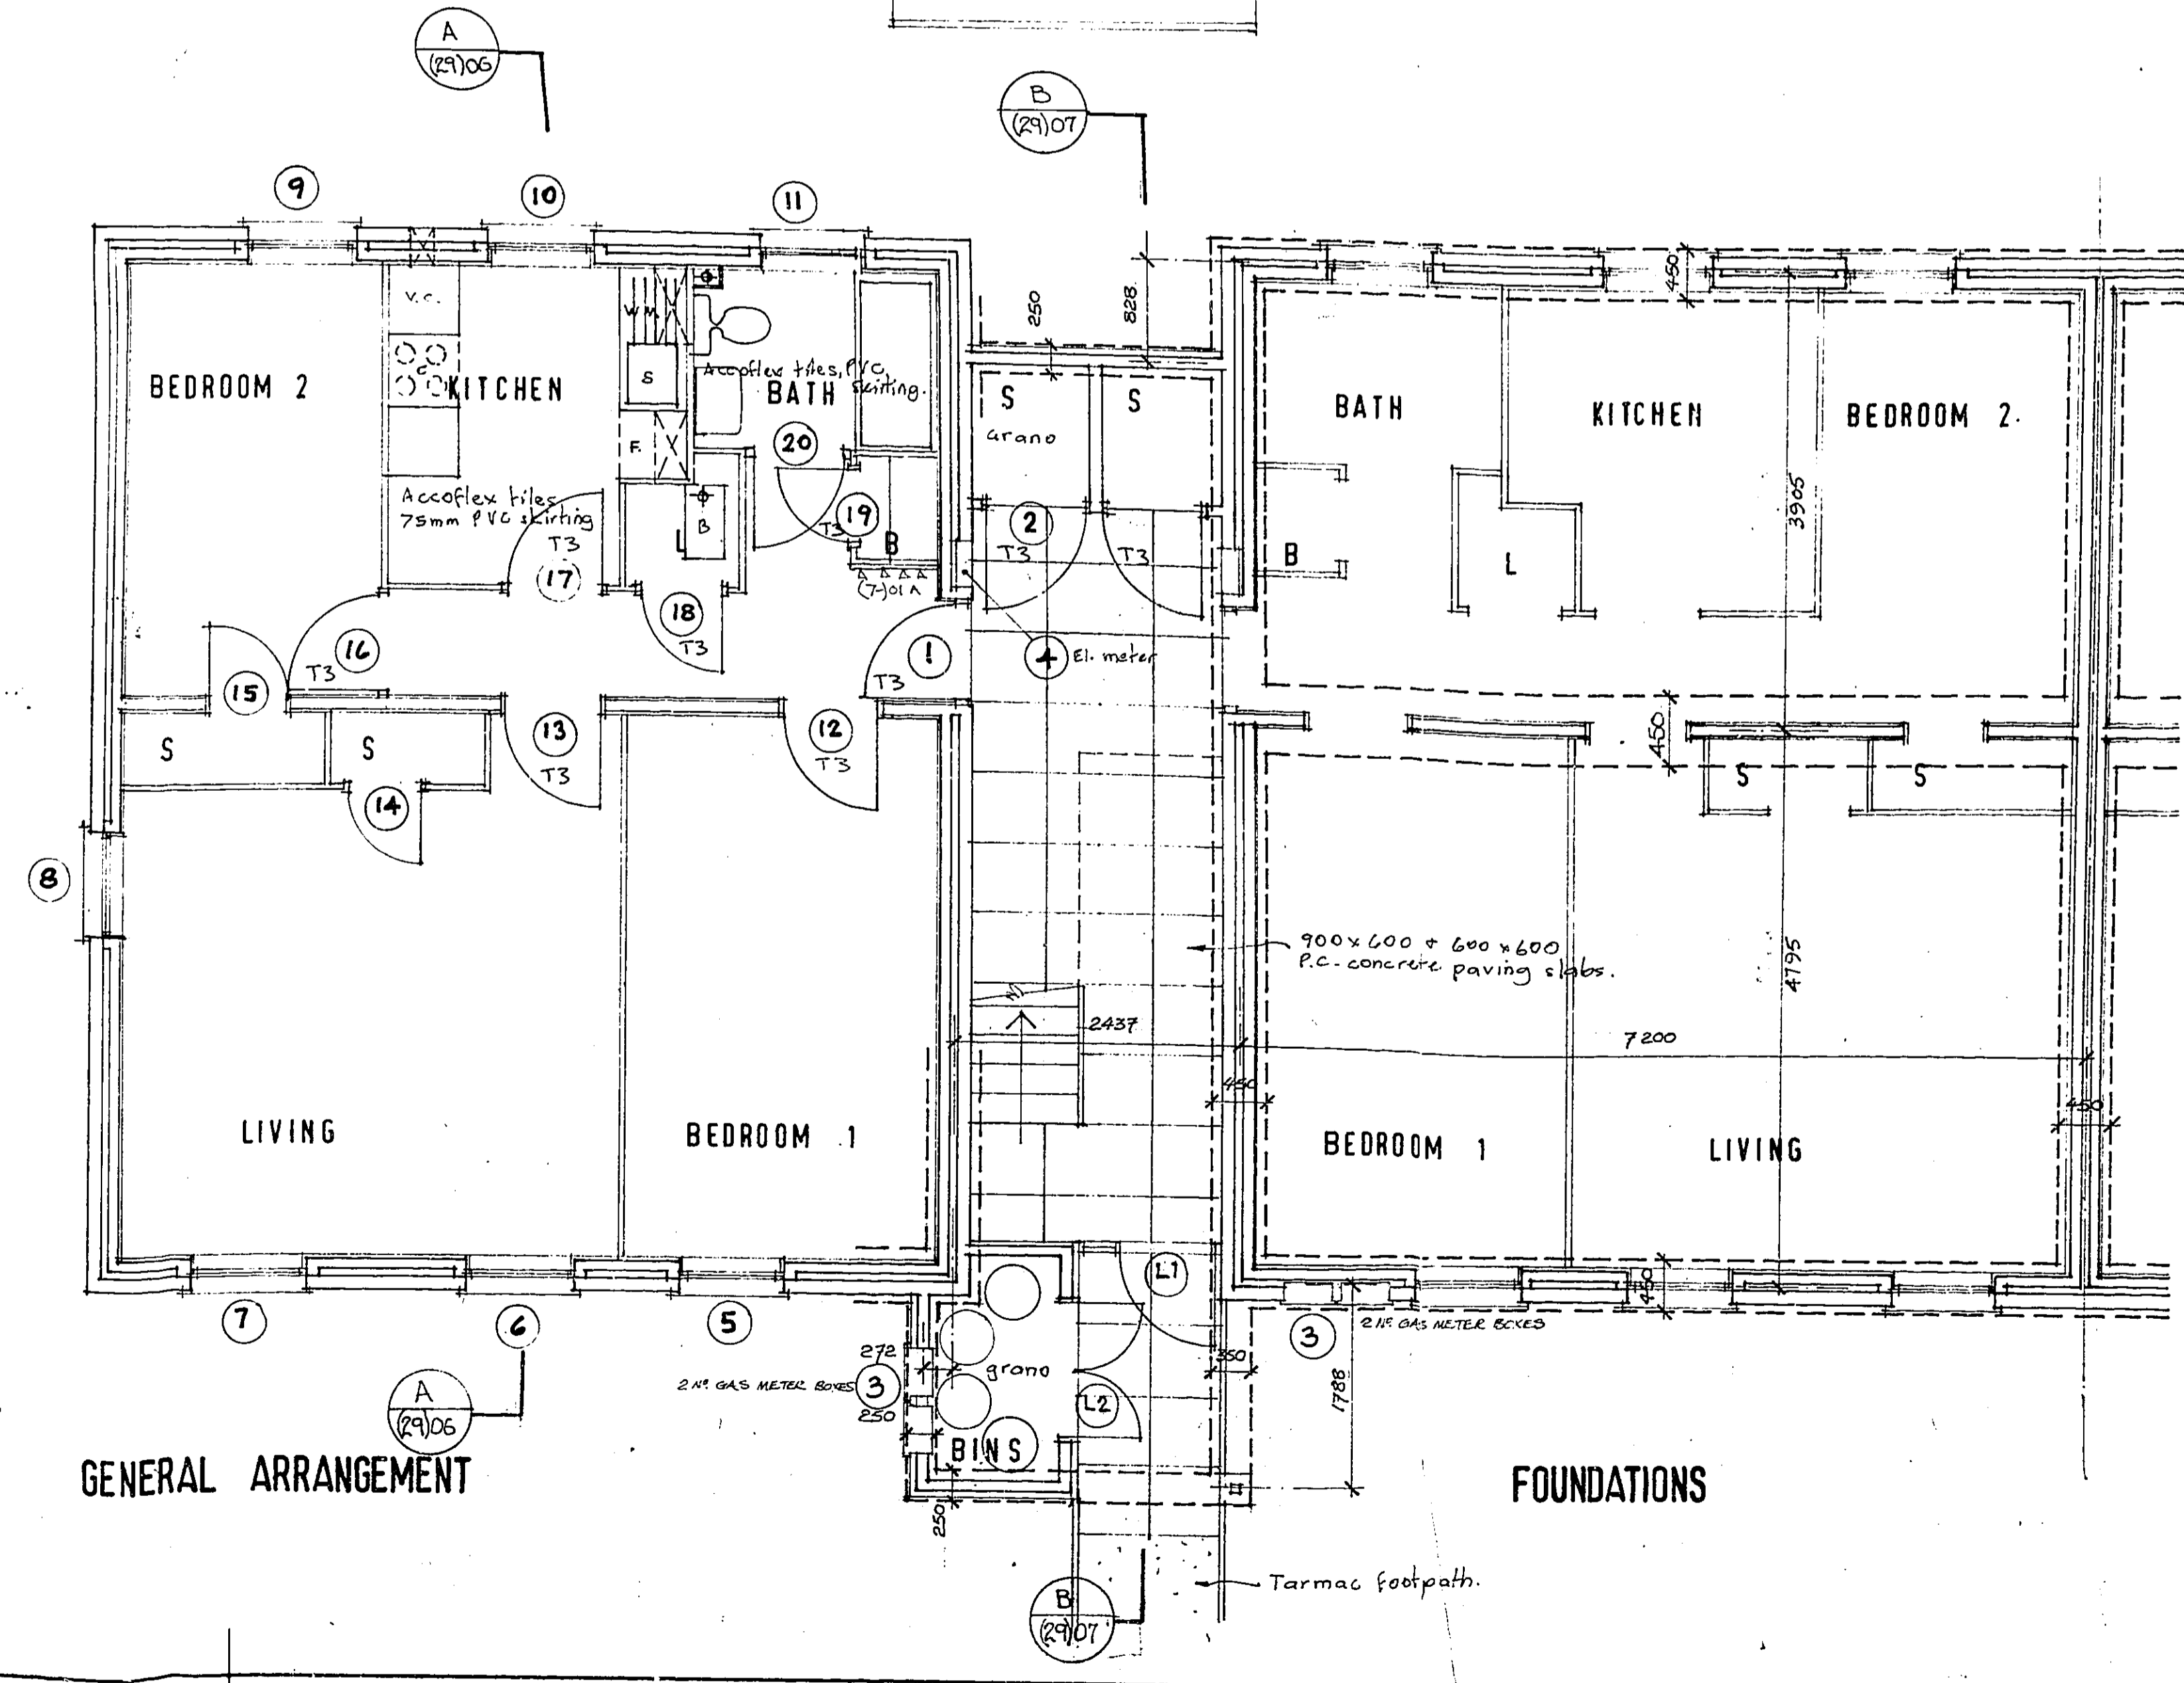 A
(29)06
B
(29)07
9
10
11
V.C.
W.M.
S
F.
C
BEDROOM 2
KITCHEN
BATH
Accoflex tiles, PVC
skirting.
20
Accoflex tiles
75mm PVC skirting
T3
17
L
B
18
T3
T3
19
B
(7-)01A
16
T3
15
1
T3
S
S
13
T3
12
T3
14
8
LIVING
BEDROOM 1
7
6
5
A
(29)06
GENERAL ARRANGEMENT
250
828
S
Grano
S
2
T3
T3
4
El. meter
900 x 600 + 600 x 600
P.C. concrete paving slabs.
2437
7200
450
450
L1
L2
272
2 No. GAS METER BOXES
3
250
grano
BINS
250
350
3
2 No. GAS METER BOXES
1788
B
(29)07
Tarmac footpath.
450
BATH
KITCHEN
BEDROOM 2.
3905
B
L
450
S
S
4795
BEDROOM 1
LIVING
450
FOUNDATIONS